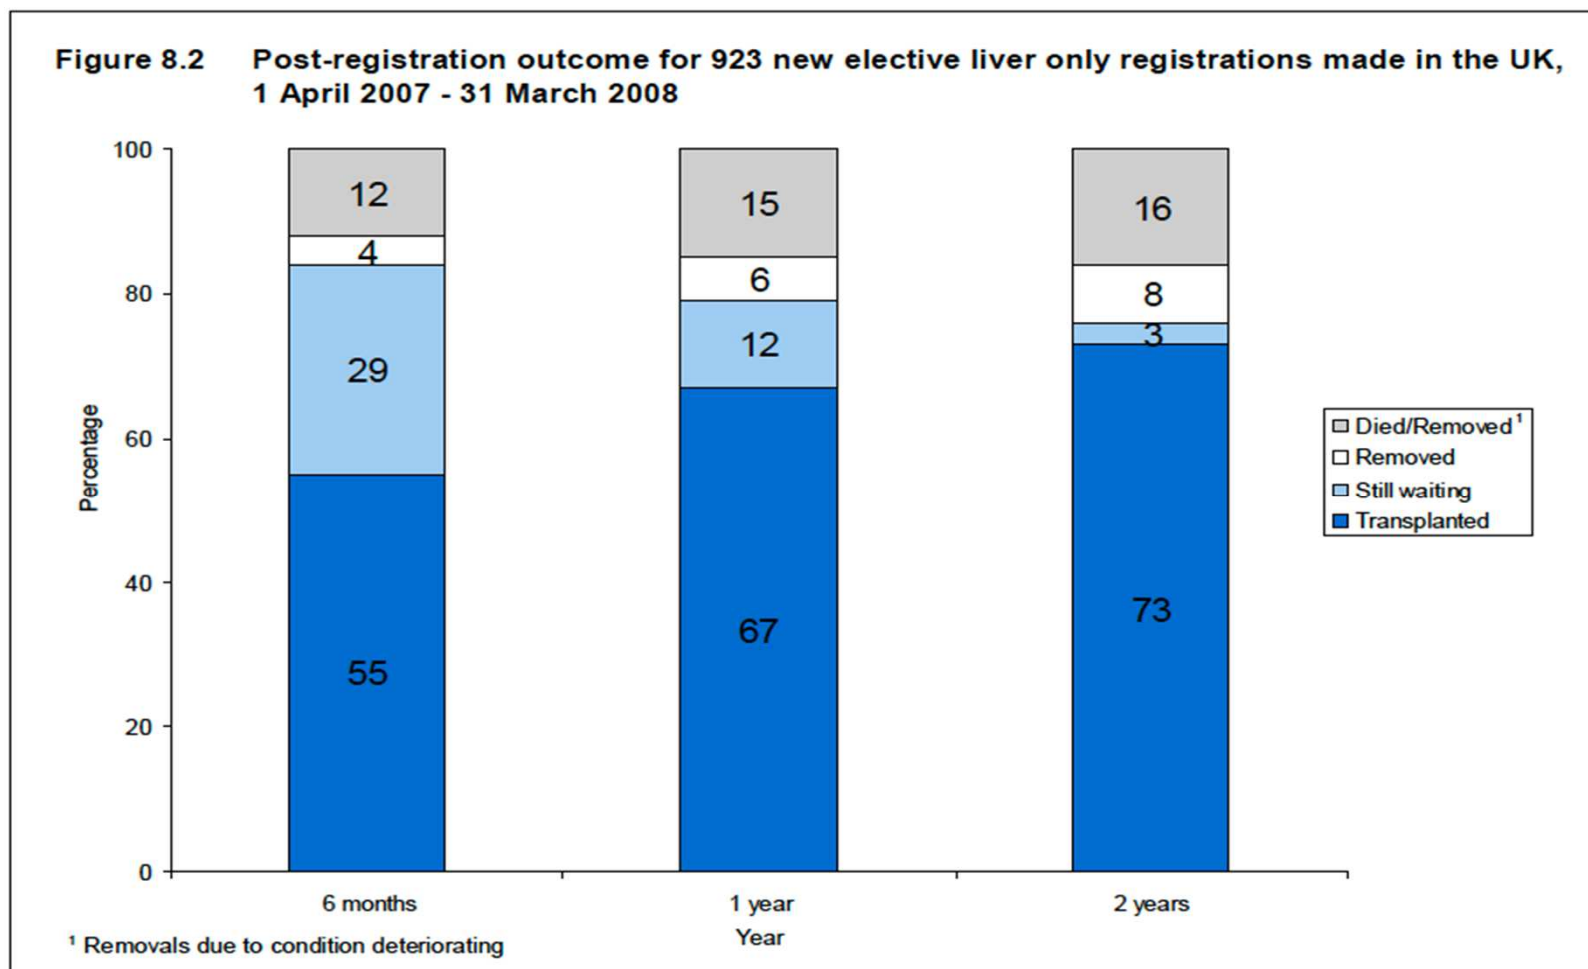 Figure 8.2 Post-registration outcome for 923 new elective liver only registrations made in the UK,
1 April 2007 - 31 March 2008
100
80
60
40
20
0
Percentage
12
4
29
55
15
6
12
67
16
8
3
73
Died/Removed ¹
Removed
Still waiting
Transplanted
6 months
1 year
2 years
Year
¹ Removals due to condition deteriorating